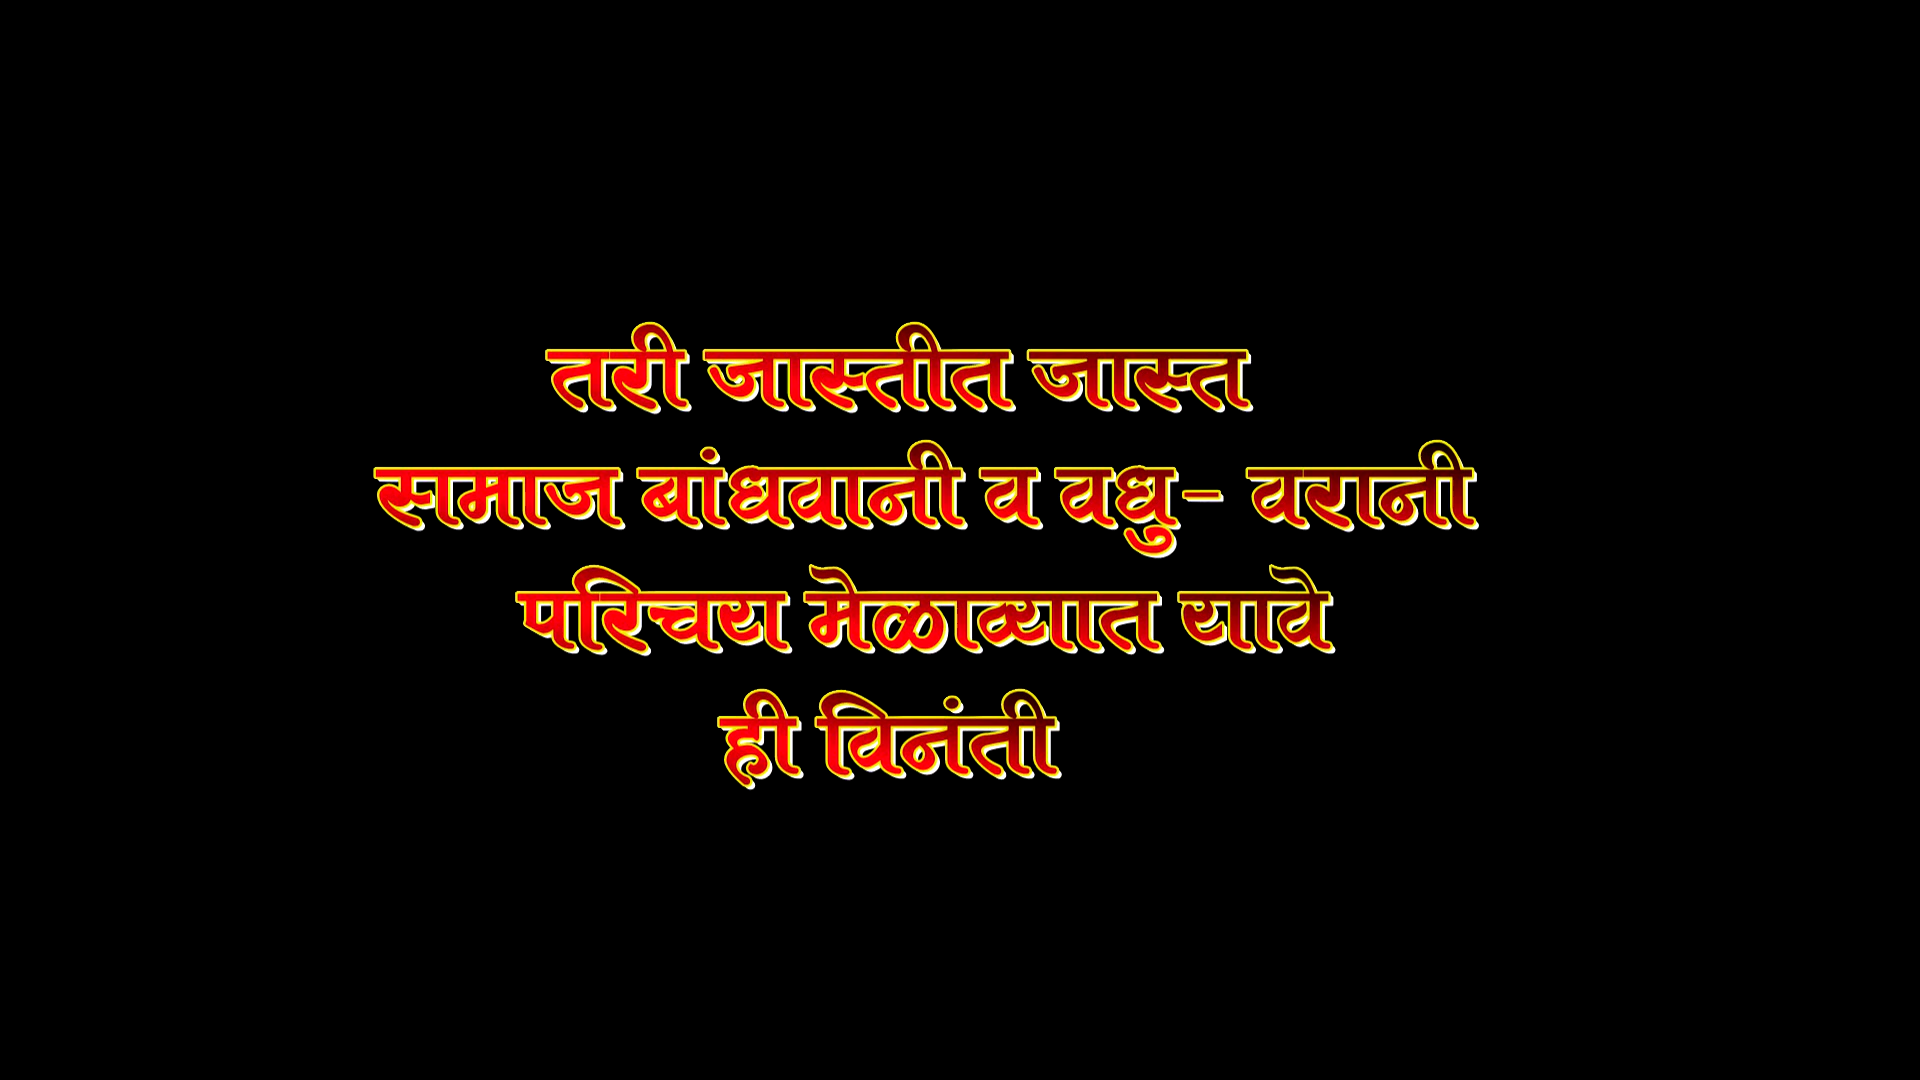 तरी जास्तीत जास्त
समाज बांधवानी व वधु- वरानी
परिचय मेळाव्यात यावे
ही विनंती